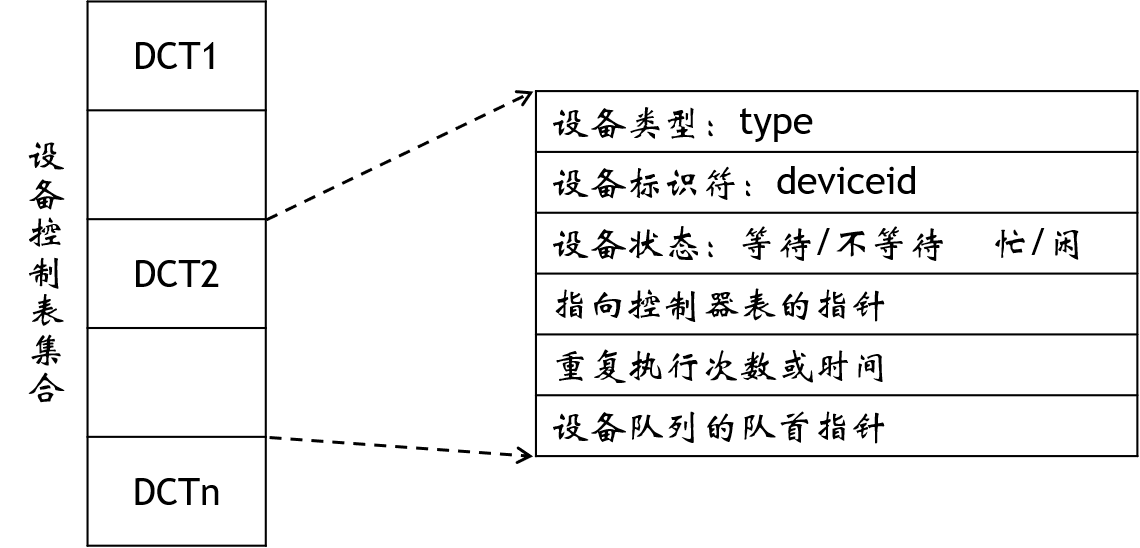 设备控制表集合
DCT1
DCT2
DCTn
设备类型：type
设备标识符：deviceid
设备状态：等待/不等待 忙/闲
指向控制器表的指针
重复执行次数或时间
设备队列的队首指针